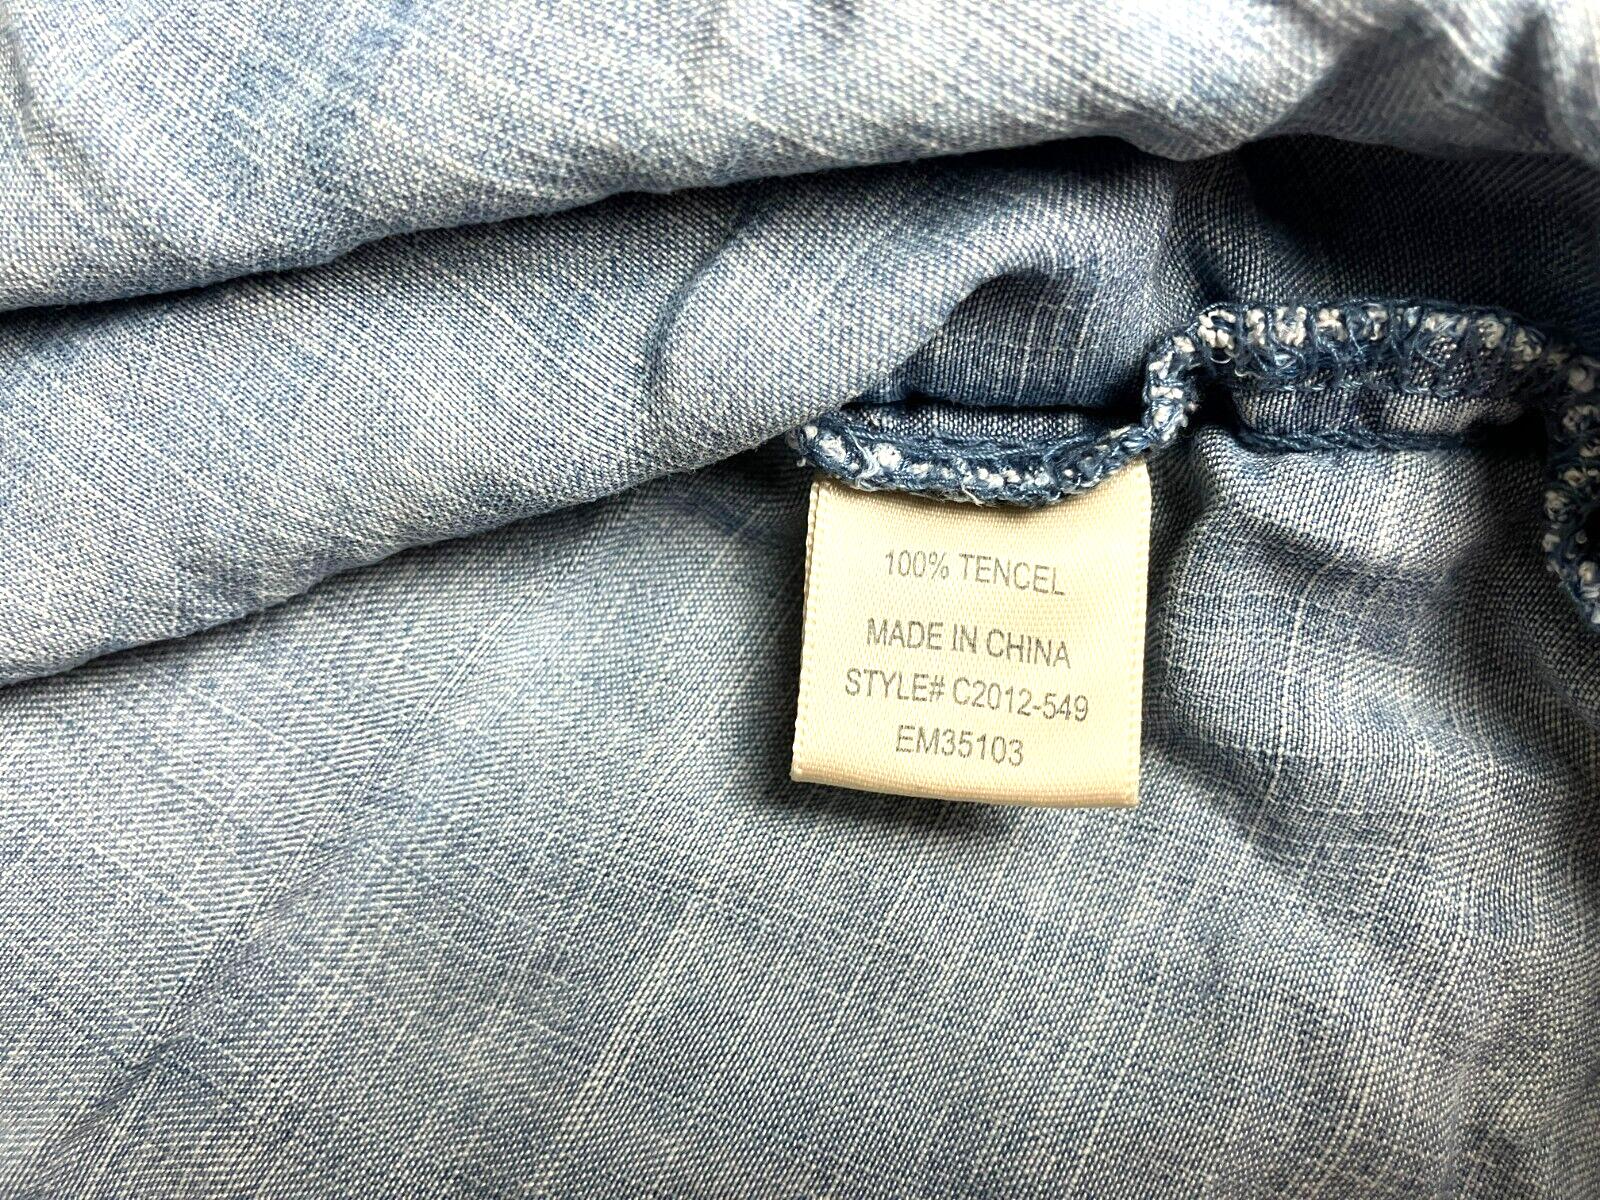 100% TENCEL
MADE IN CHINA
STYLE# C2012-549
EM35103